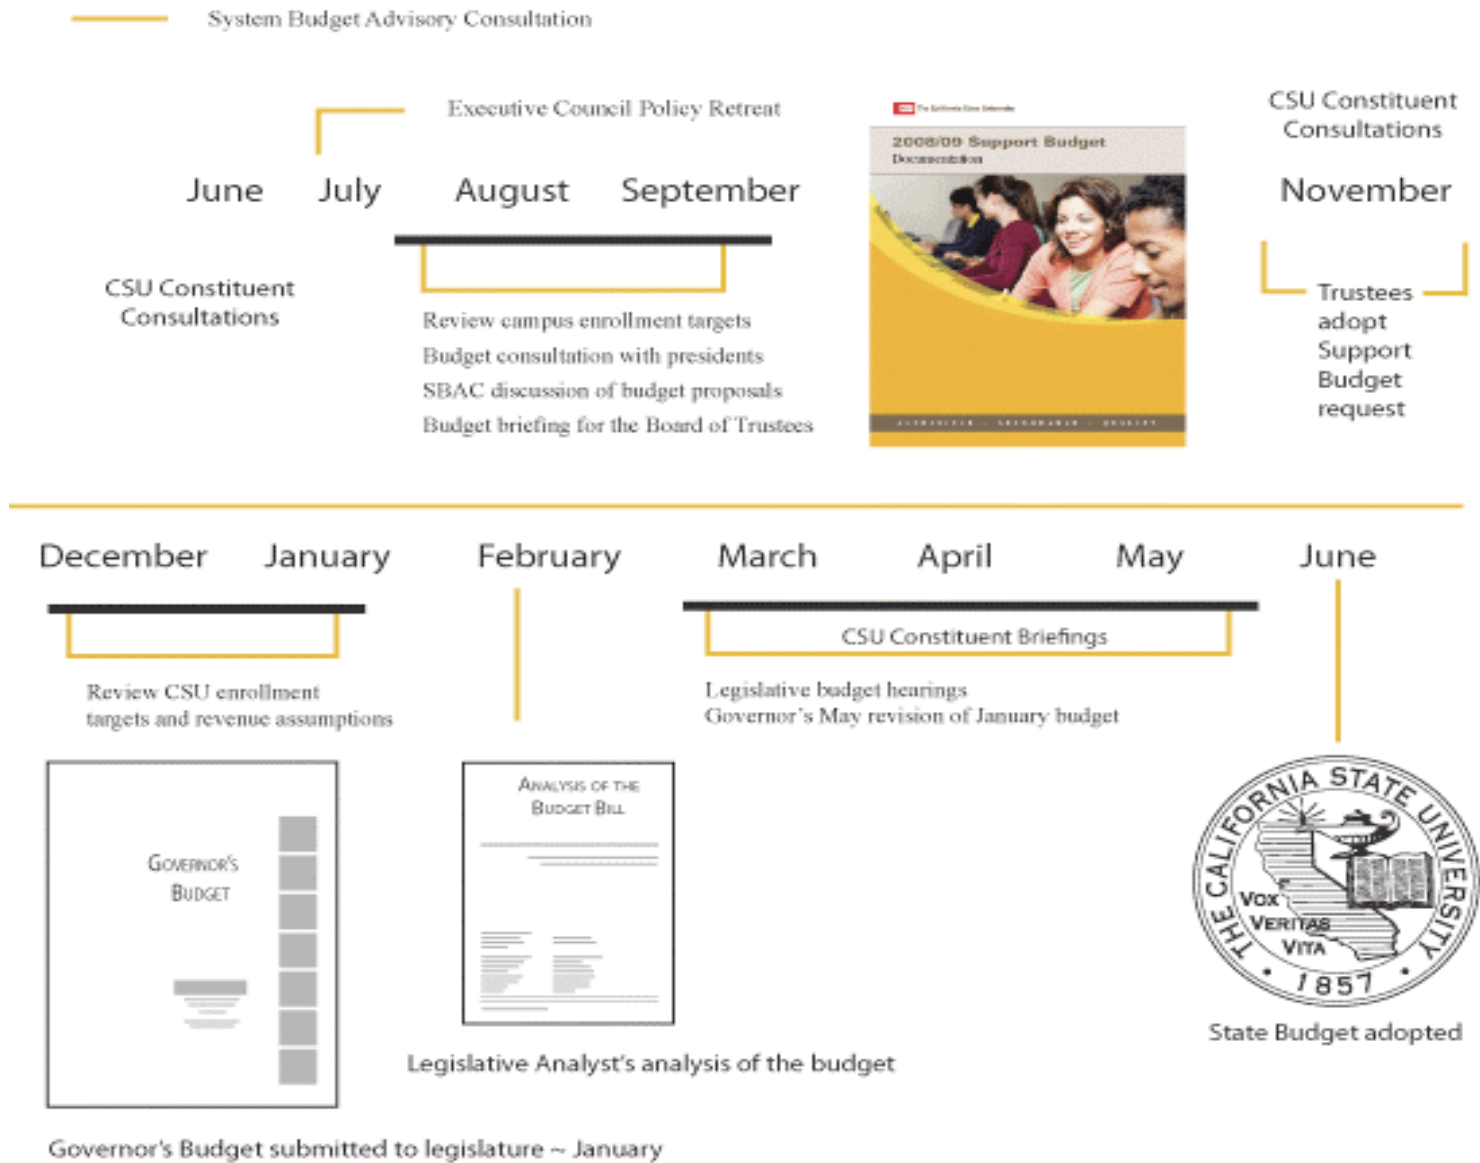 System Budget Advisory Consultation
Executive Council Policy Retreat
The California State University
2008/09 Support Budget
Documentation
CSU Constituent
Consultations
June July August September
November
CSU Constituent
Consultations
Review campus enrollment targets
Budget consultation with presidents
SBAC discussion of budget proposals
Budget briefing for the Board of Trustees
Trustees
adopt
Support
Budget
request
December January February March April May June
CSU Constituent Briefings
Review CSU enrollment
targets and revenue assumptions
Legislative budget hearings
Governor's May revision of January budget
GOVERNOR'S
BUDGET
ANALYSIS OF THE
BUDGET BILL
THE CALIFORNIA STATE UNIVERSITY
VOX
VERITAS
VITA
• 1857 •
State Budget adopted
Legislative Analyst's analysis of the budget
Governor's Budget submitted to legislature ~ January